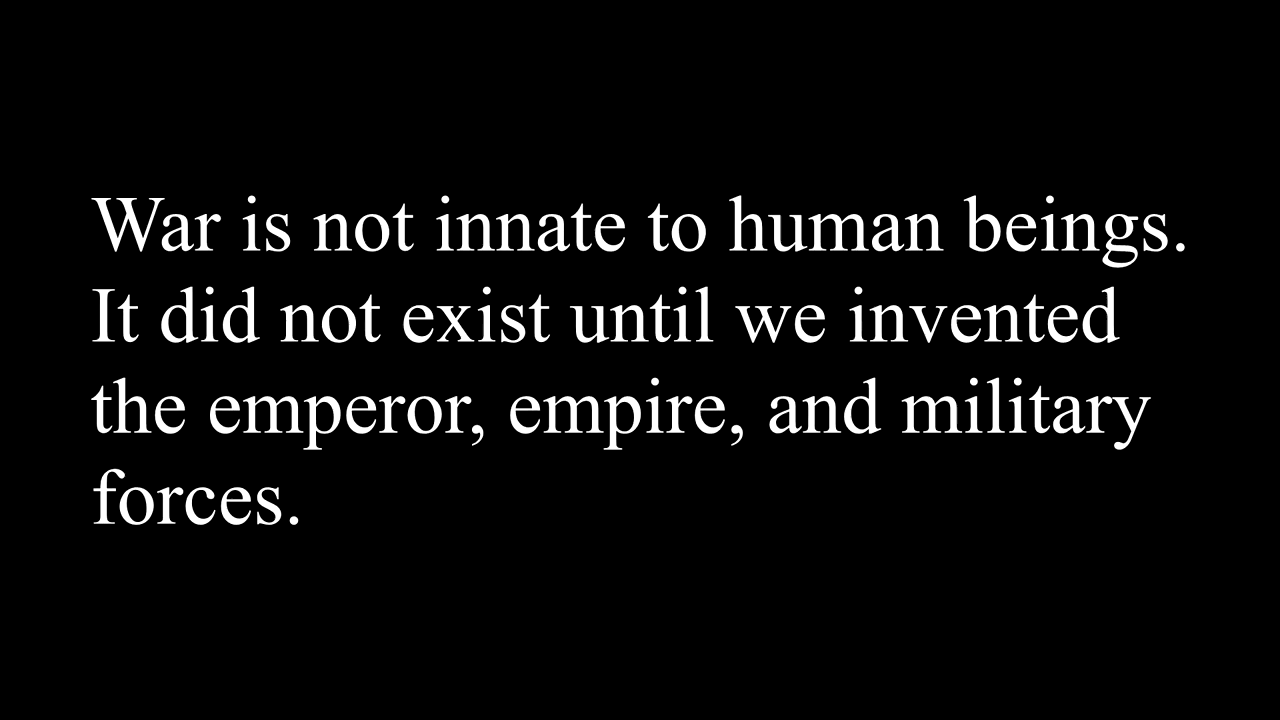 War is not innate to human beings.
It did not exist until we invented
the emperor, empire, and military
forces.